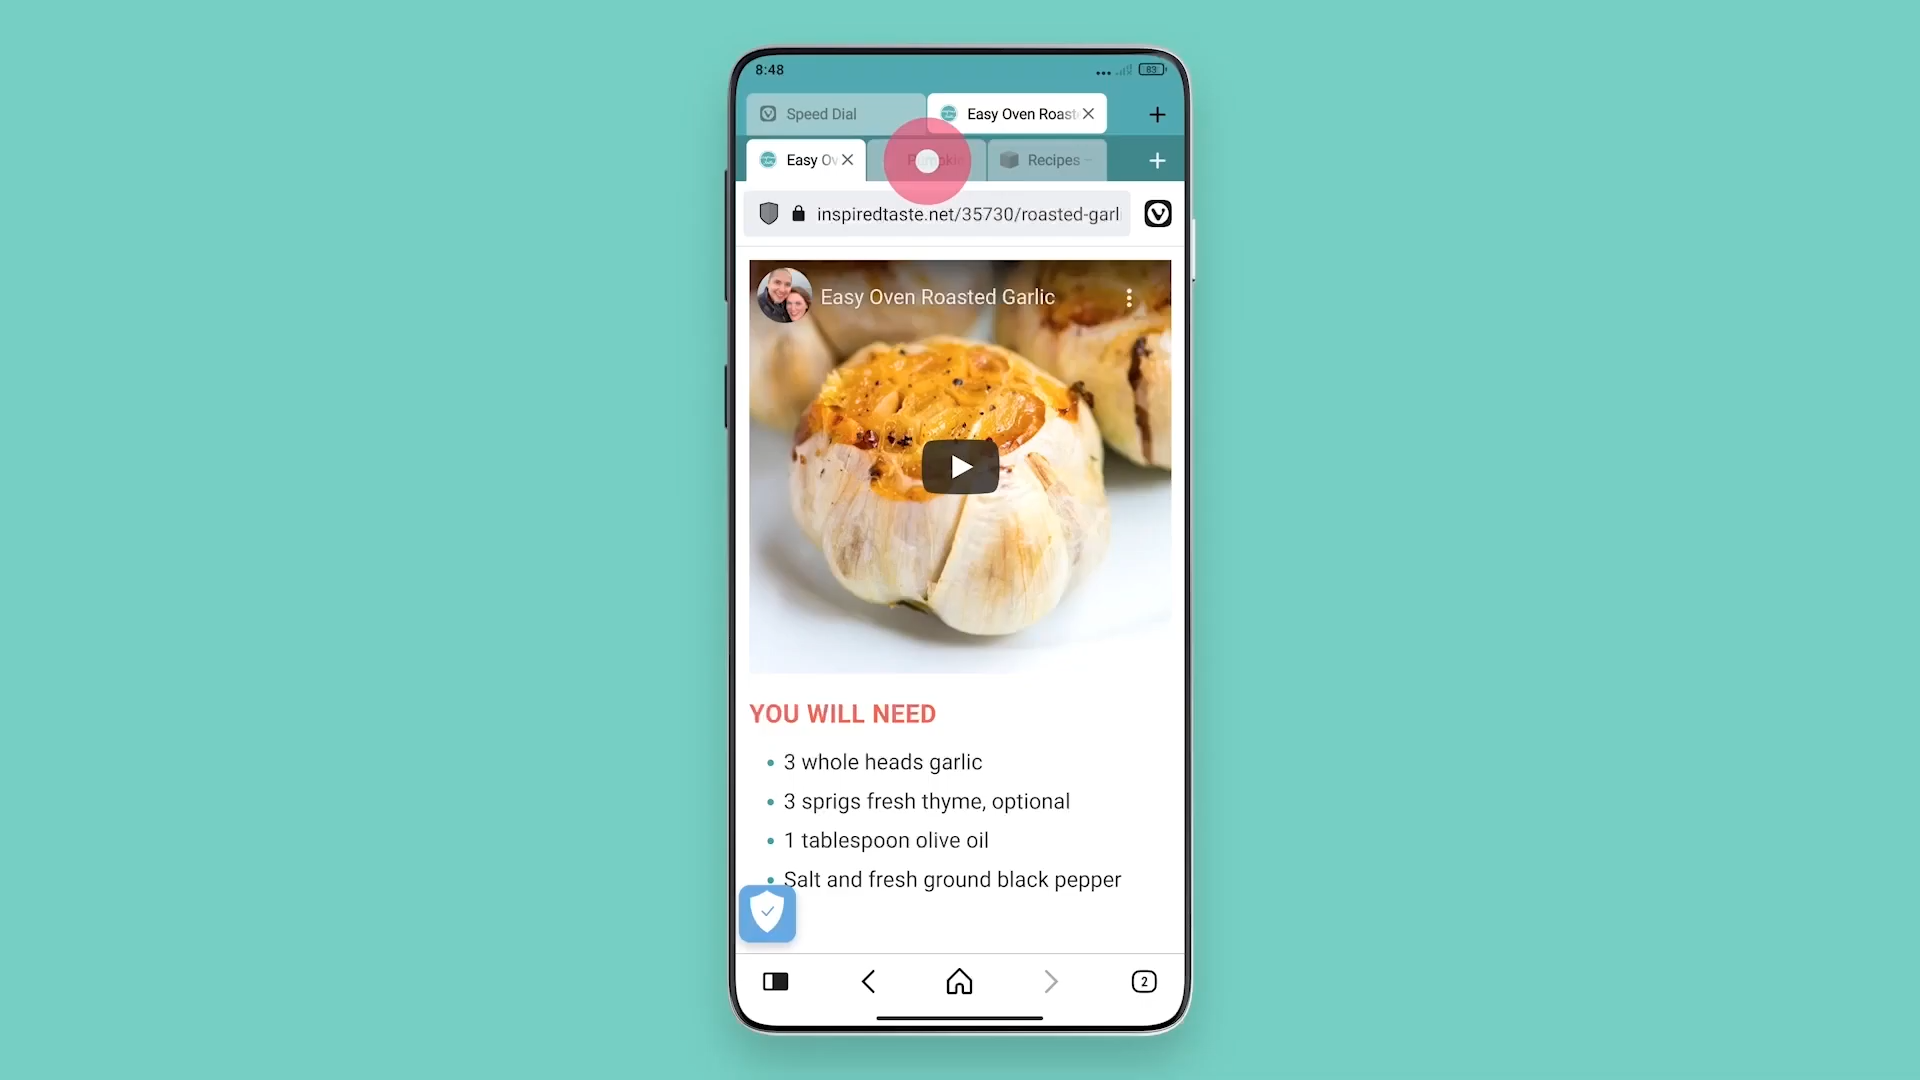 8:48
83
Speed Dial
Easy Oven Roast
Easy Ov
Recipes -
inspiredtaste.net/35730/roasted-garl
Easy Oven Roasted Garlic
YOU WILL NEED
• 3 whole heads garlic
• 3 sprigs fresh thyme, optional
• 1 tablespoon olive oil
• Salt and fresh ground black pepper
2